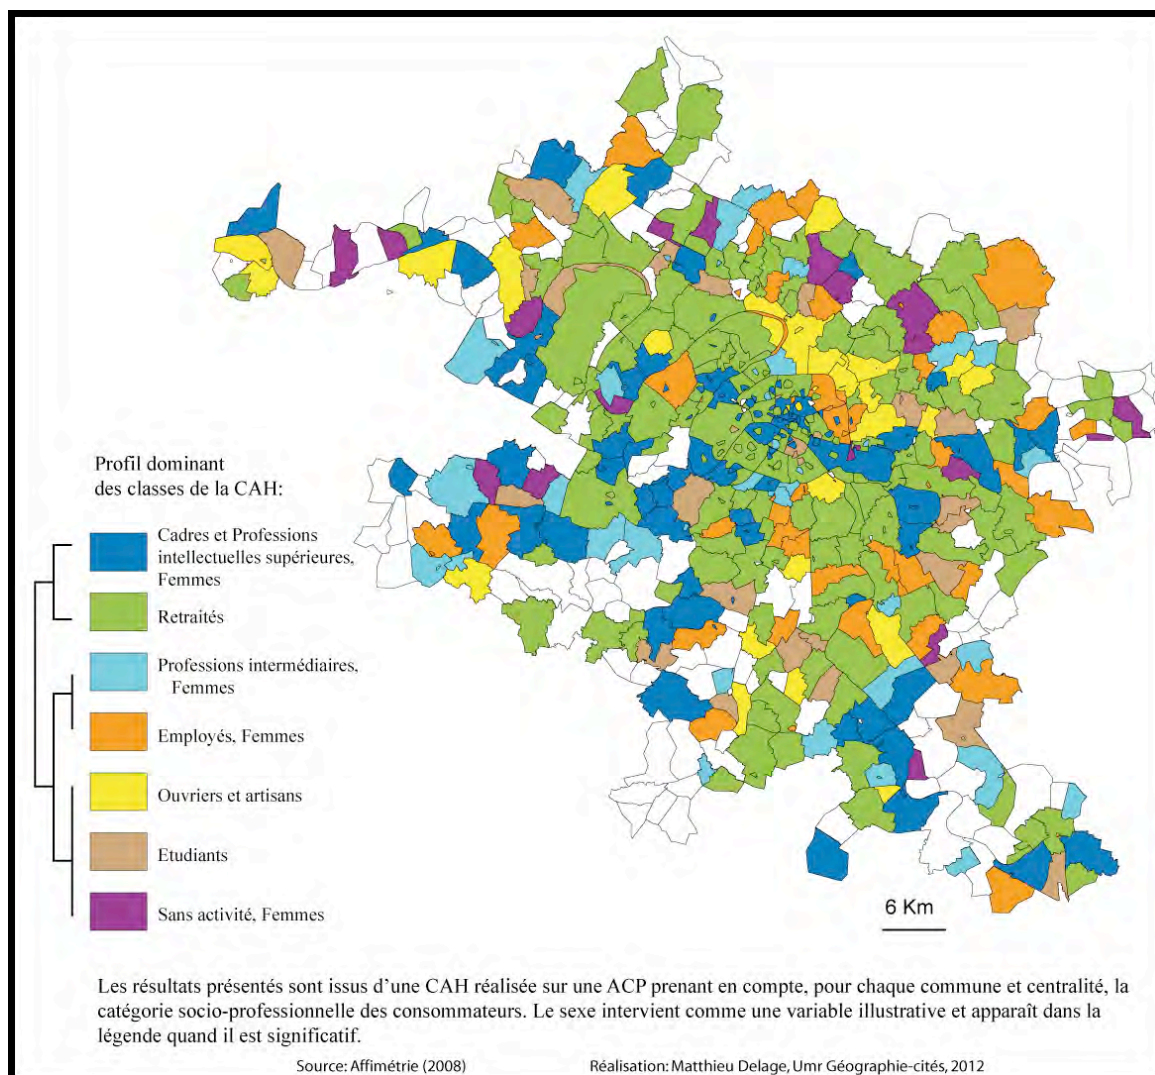 Profil dominant
des classes de la CAH:
Cadres et Professions
intellectuelles supérieures,
Femmes
Retraités
Professions intermédiaires,
Femmes
Employés, Femmes
Ouvriers et artisans
Etudiants
Sans activité, Femmes
6 Km
Les résultats présentés sont issus d'une CAH réalisée sur une ACP prenant en compte, pour chaque commune et centralité, la
catégorie socio-professionnelle des consommateurs. Le sexe intervient comme une variable illustrative et apparaît dans la
légende quand il est significatif.
Source: Affimétrie (2008) Réalisation: Matthieu Delage, Umr Géographie-cités, 2012